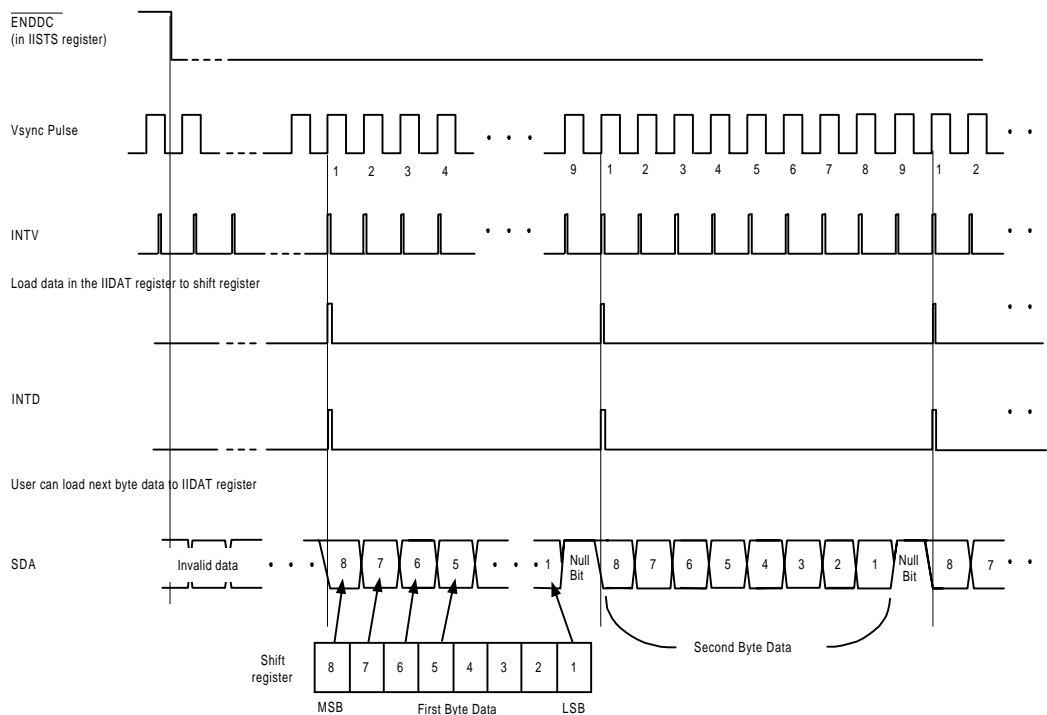 ENDDC
(in IISTS register)
Vsync Pulse
1 2 3 4 9 1 2 3 4 5 6 7 8 9 1 2
INTV
Load data in the IIDAT register to shift register
INTD
User can load next byte data to IIDAT register
SDA Invalid data 8 7 6 5 1 Null Bit 8 7 6 5 4 3 2 1 Null Bit 8 7
Second Byte Data
Shift register 8 7 6 5 4 3 2 1
MSB First Byte Data LSB